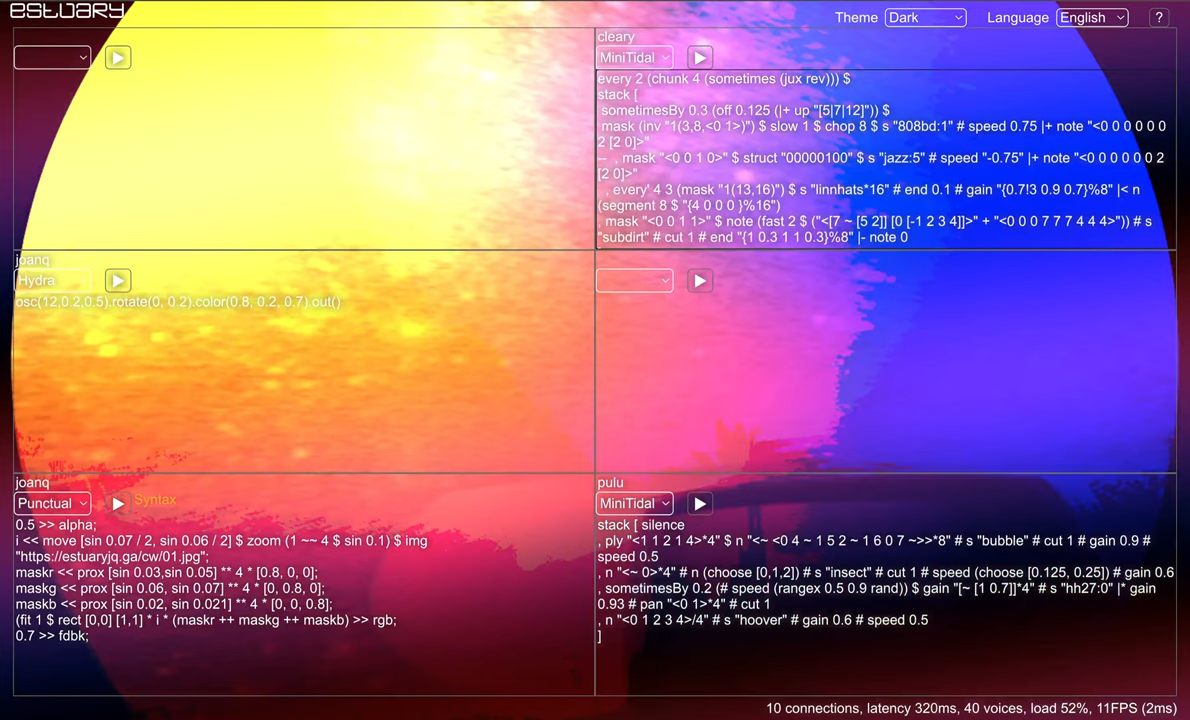 estuary
Theme Dark Language English ?
cleary
MiniTidal
every 2 (chunk 4 (sometimes (jux rev))) $
stack [
sometimesBy 0.3 (off 0.125 (|+ up "[5|7|12]")) $
mask (inv "1(3,8,<0 1>)") $ slow 1 $ chop 8 $ s "808bd:1" # speed 0.75 |+ note "<0 0 0 0 0 0
2 [2 0]>"
-- , mask "<0 0 1 0>" $ struct "00000100" $ s "jazz:5" # speed "-0.75" |+ note "<0 0 0 0 0 0 2
[2 0]>"
, every' 4 3 (mask "1(13,16)") $ s "linnhats*16" # end 0.1 # gain "{0.7!3 0.9 0.7}%8" |< n
(segment 8 $ "{4 0 0 0 }%16")
, mask "<0 0 1 1>" $ note (fast 2 $ ("<[7 ~ [5 2]] [0 [-1 2 3 4]]>" + "<0 0 0 7 7 7 4 4 4>")) # s
"subdirt" # cut 1 # end "{1 0.3 1 1 0.3}%8" |- note 0
joanq
Hydra
osc(12,0.2,0.5).rotate(0, 0.2).color(0.8, 0.2, 0.7).out()
joanq
Punctual Syntax
0.5 >> alpha;
i << move [sin 0.07 / 2, sin 0.06 / 2] $ zoom (1 ~~ 4 $ sin 0.1) $ img
"https://estuaryjq.ga/cw/01.jpg";
maskr << prox [sin 0.03,sin 0.05] ** 4 * [0.8, 0, 0];
maskg << prox [sin 0.06, sin 0.07] ** 4 * [0, 0.8, 0];
maskb << prox [sin 0.02, sin 0.021] ** 4 * [0, 0, 0.8];
(fit 1 $ rect [0,0] [1,1] * i * (maskr ++ maskg ++ maskb) >> rgb;
0.7 >> fdbk;
pulu
MiniTidal
stack [ silence
, ply "<1 1 2 1 4>*4" $ n "<~ <0 4 ~ 1 5 2 ~ 1 6 0 7 ~>>*8" # s "bubble" # cut 1 # gain 0.9 #
speed 0.5
, n "<~ 0>*4" # n (choose [0,1,2]) # s "insect" # cut 1 # speed (choose [0.125, 0.25]) # gain 0.6
, sometimesBy 0.2 (# speed (rangex 0.5 0.9 rand)) $ gain "[~ [1 0.7]]*4" # s "hh27:0" |* gain
0.93 # pan "<0 1>*4" # cut 1
, n "<0 1 2 3 4>/4" # s "hoover" # gain 0.6 # speed 0.5
]
10 connections, latency 320ms, 40 voices, load 52%, 11FPS (2ms)